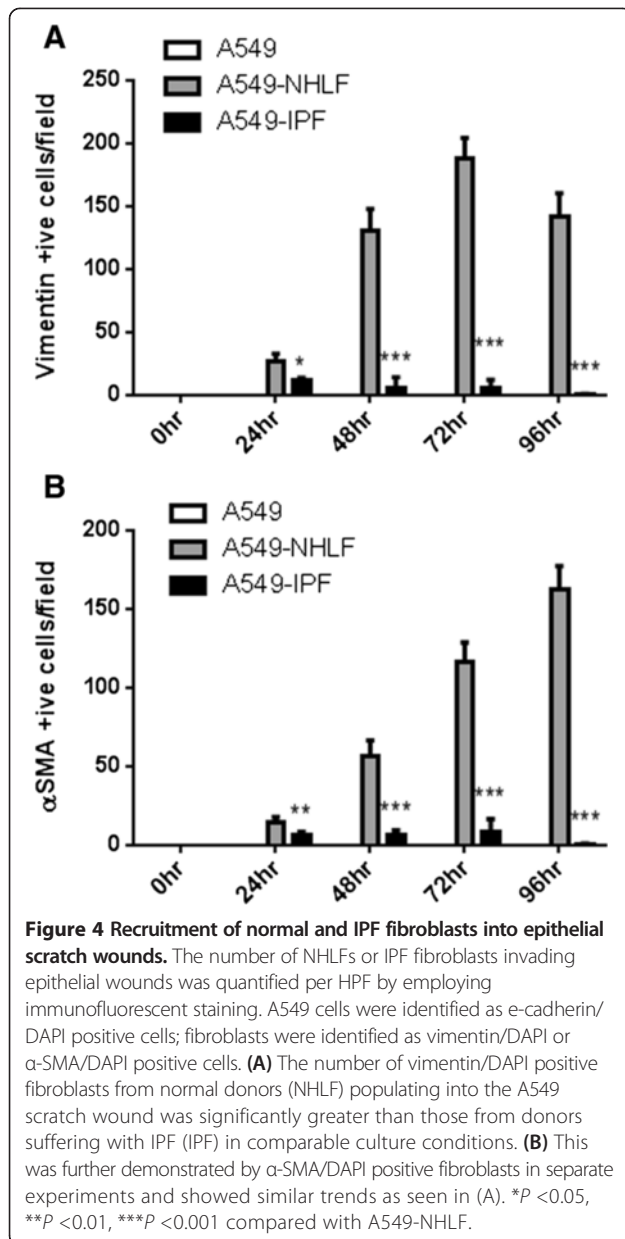 A
A549
A549-NHLF
A549-IPF
Vimentin +ive cells/field
250
200
150
100
50
0
*
***
***
***
0hr
24hr
48hr
72hr
96hr
B
A549
A549-NHLF
A549-IPF
αSMA +ive cells/field
200
150
100
50
0
**
***
***
***
0hr
24hr
48hr
72hr
96hr
Figure 4 Recruitment of normal and IPF fibroblasts into epithelial
scratch wounds. The number of NHLFs or IPF fibroblasts invading
epithelial wounds was quantified per HPF by employing
immunofluorescent staining. A549 cells were identified as e-cadherin/
DAPI positive cells; fibroblasts were identified as vimentin/DAPI or
α-SMA/DAPI positive cells. (A) The number of vimentin/DAPI positive
fibroblasts from normal donors (NHLF) populating into the A549
scratch wound was significantly greater than those from donors
suffering with IPF (IPF) in comparable culture conditions. (B) This
was further demonstrated by α-SMA/DAPI positive fibroblasts in separate
experiments and showed similar trends as seen in (A). *P <0.05,
**P <0.01, ***P <0.001 compared with A549-NHLF.